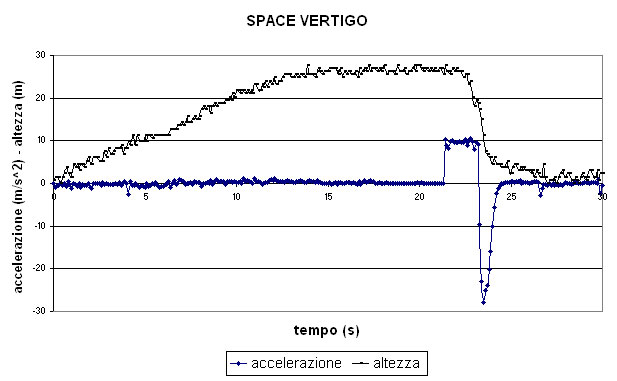 SPACE VERTIGO
accelerazione (m/s^2) - altezza (m)
30
20
10
0
-10
-20
-30
0
5
10
15
20
25
30
tempo (s)
accelerazione
altezza